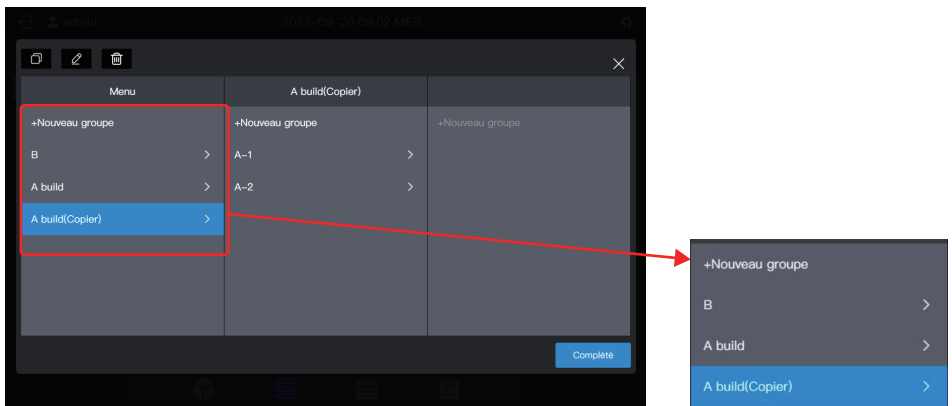 admin 2023-09-20 09:02 MER.
Menu A build(Copier)
+Nouveau groupe +Nouveau groupe +Nouveau groupe
B A-1
A build A-2
A build(Copier)
Complété
+Nouveau groupe
B
A build
A build(Copier)